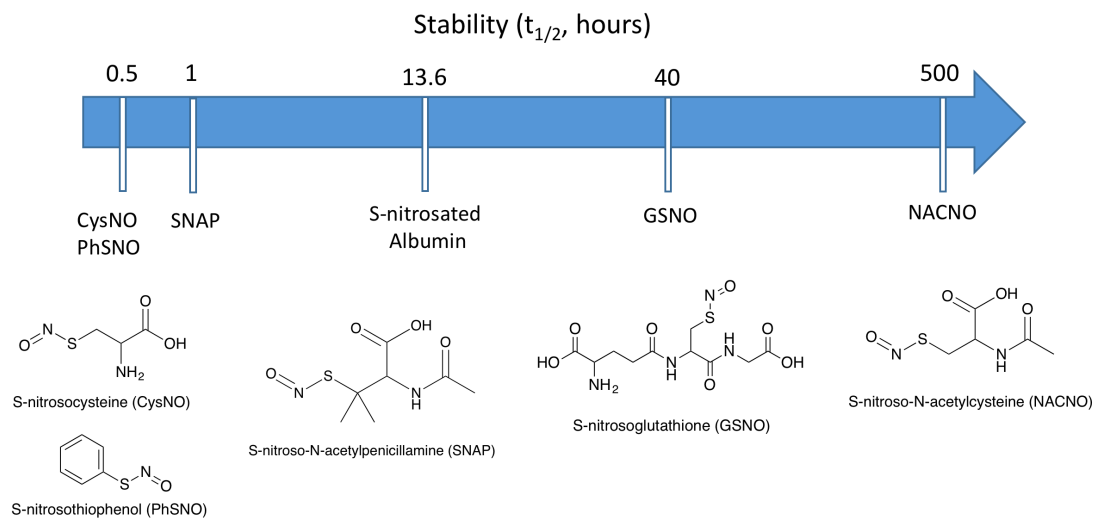 Stability (t1/2, hours)
0.5 1 13.6 40 500
CysNO
PhSNO
SNAP
S-nitrosated
Albumin
GSNO
NACNO
O N S O OH NH2
S-nitrosocysteine (CysNO)
S N O
S-nitrosothiophenol (PhSNO)
O N S O OH N H O
S-nitroso-N-acetylpenicillamine (SNAP)
HO O NH2 O N H S N O O H N O OH
S-nitrosoglutathione (GSNO)
O N S O OH N H O
S-nitroso-N-acetylcysteine (NACNO)